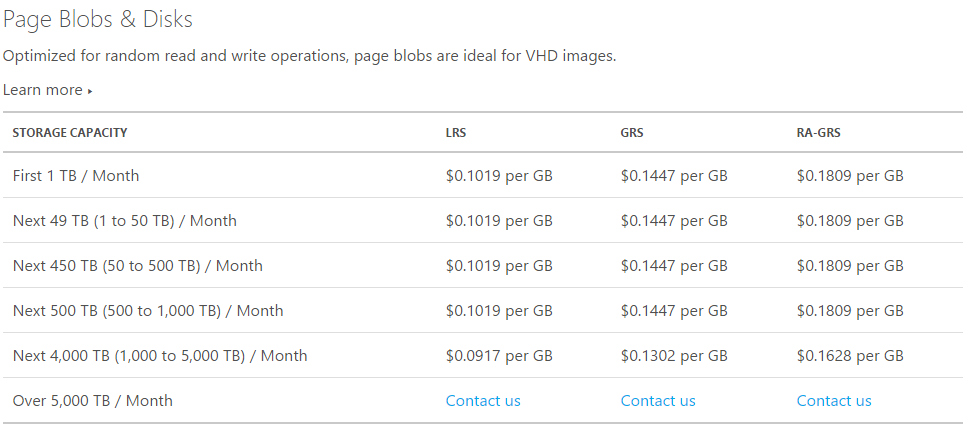 Page Blobs & Disks
Optimized for random read and write operations, page blobs are ideal for VHD images.
Learn more ▸
STORAGE CAPACITY LRS GRS RA-GRS
First 1 TB / Month $0.1019 per GB $0.1447 per GB $0.1809 per GB
Next 49 TB (1 to 50 TB) / Month $0.1019 per GB $0.1447 per GB $0.1809 per GB
Next 450 TB (50 to 500 TB) / Month $0.1019 per GB $0.1447 per GB $0.1809 per GB
Next 500 TB (500 to 1,000 TB) / Month $0.1019 per GB $0.1447 per GB $0.1809 per GB
Next 4,000 TB (1,000 to 5,000 TB) / Month $0.0917 per GB $0.1302 per GB $0.1628 per GB
Over 5,000 TB / Month Contact us Contact us Contact us